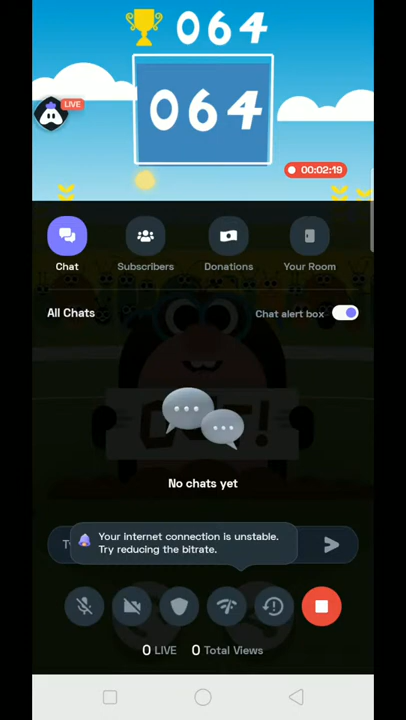 064
064
LIVE
00:02:19
Chat
Subscribers
Donations
Your Room
All Chats
Chat alert box
OUT!
No chats yet
Your internet connection is unstable.
Try reducing the bitrate.
0 LIVE 0 Total Views